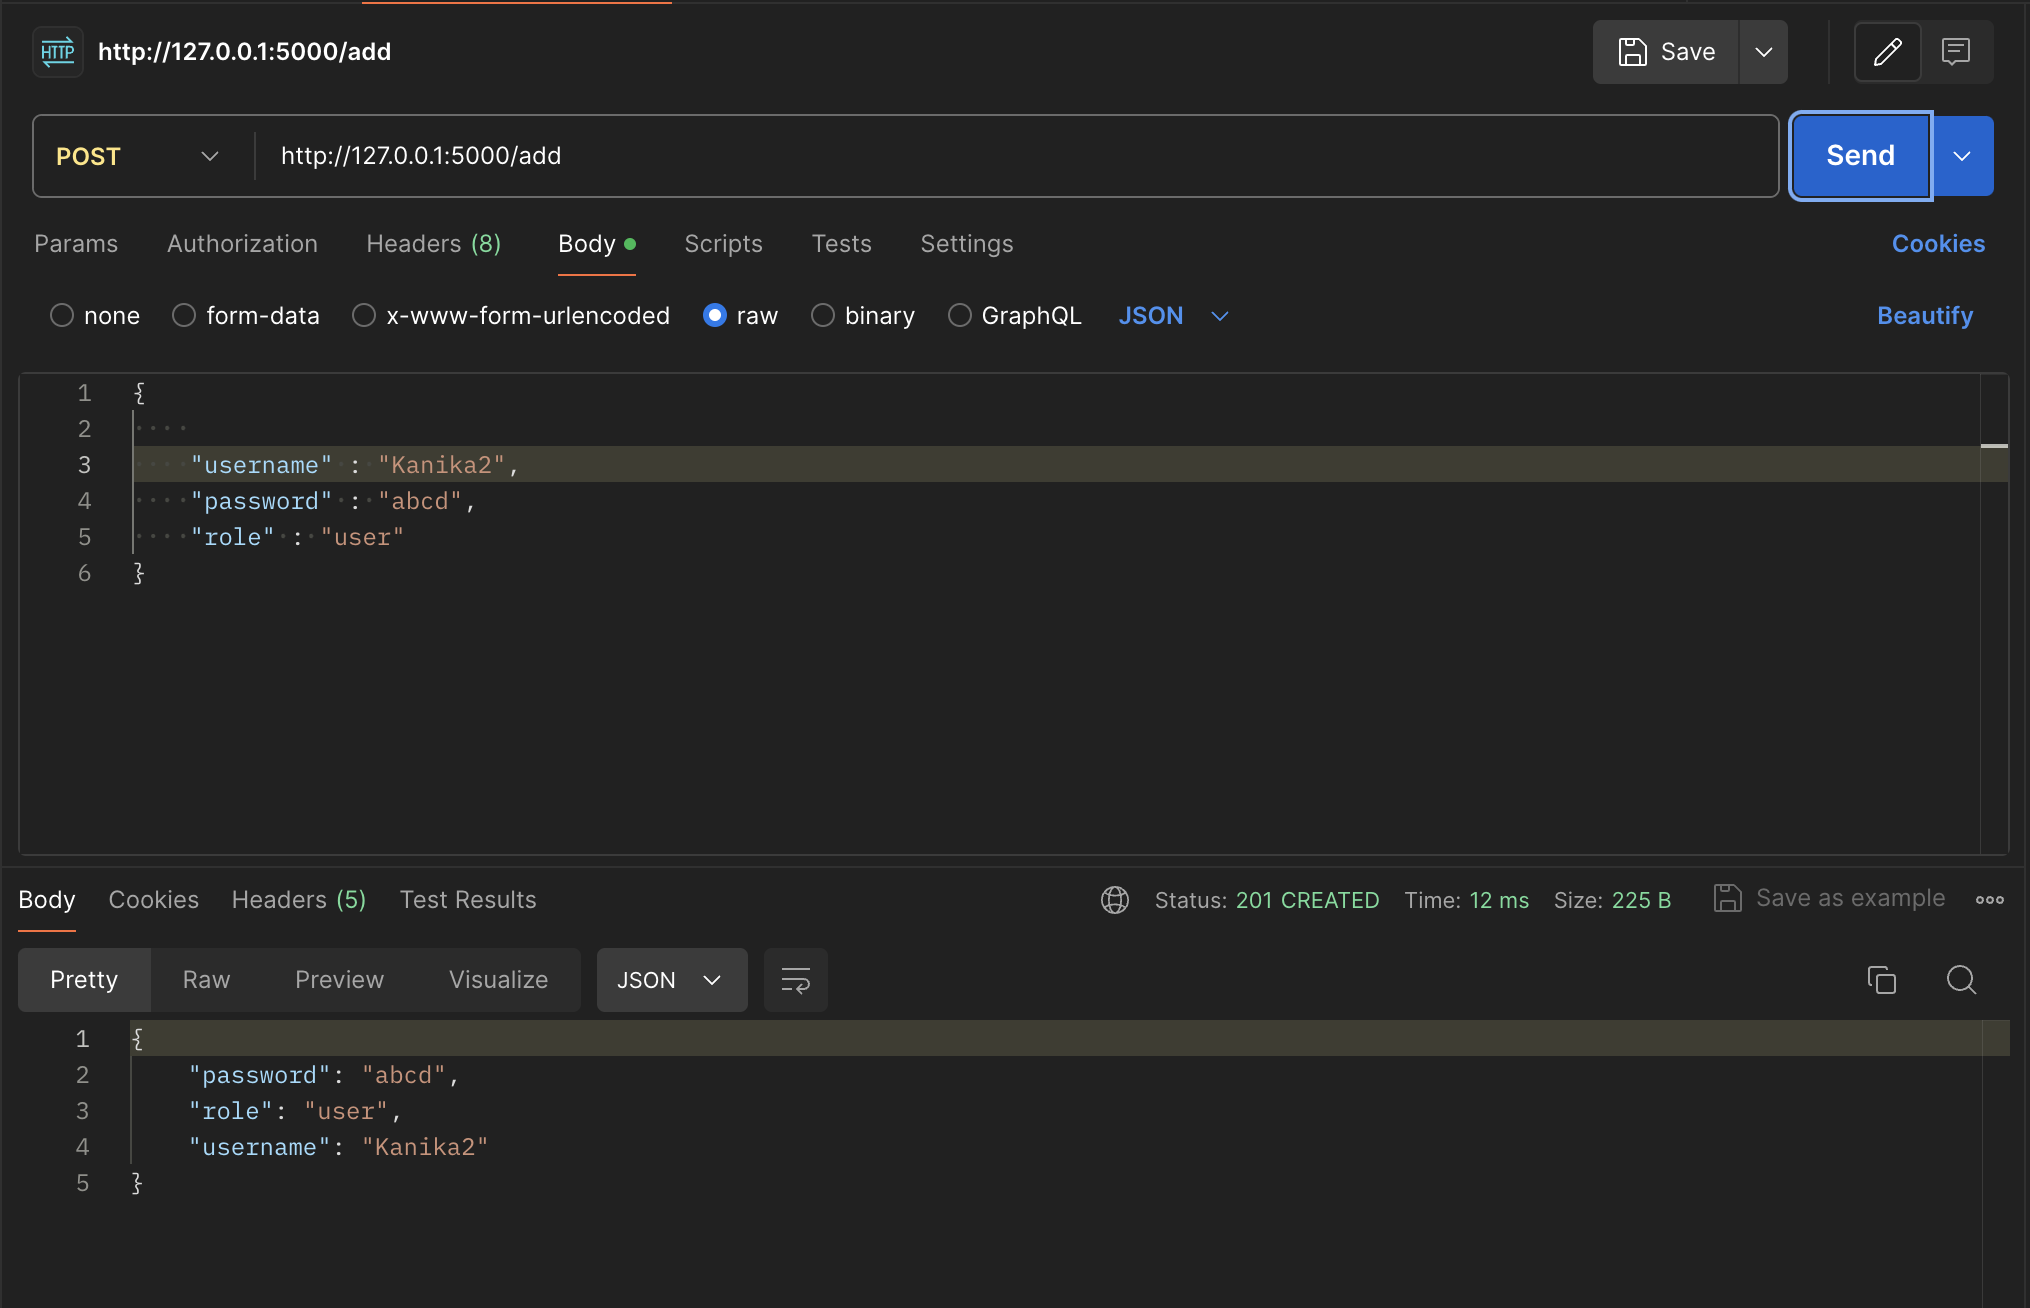 HTTP http://127.0.0.1:5000/add Save
POST http://127.0.0.1:5000/add Send
Params Authorization Headers (8) Body Scripts Tests Settings Cookies
none form-data x-www-form-urlencoded raw binary GraphQL JSON Beautify
1 {
2 ····
3 ····"username"·:·"Kanika2",
4 ····"password"·:·"abcd",
5 ····"role"·:·"user"
6 }
Body Cookies Headers (5) Test Results Status: 201 CREATED Time: 12 ms Size: 225 B Save as example
Pretty Raw Preview Visualize JSON
1 {
2 "password": "abcd",
3 "role": "user",
4 "username": "Kanika2"
5 }